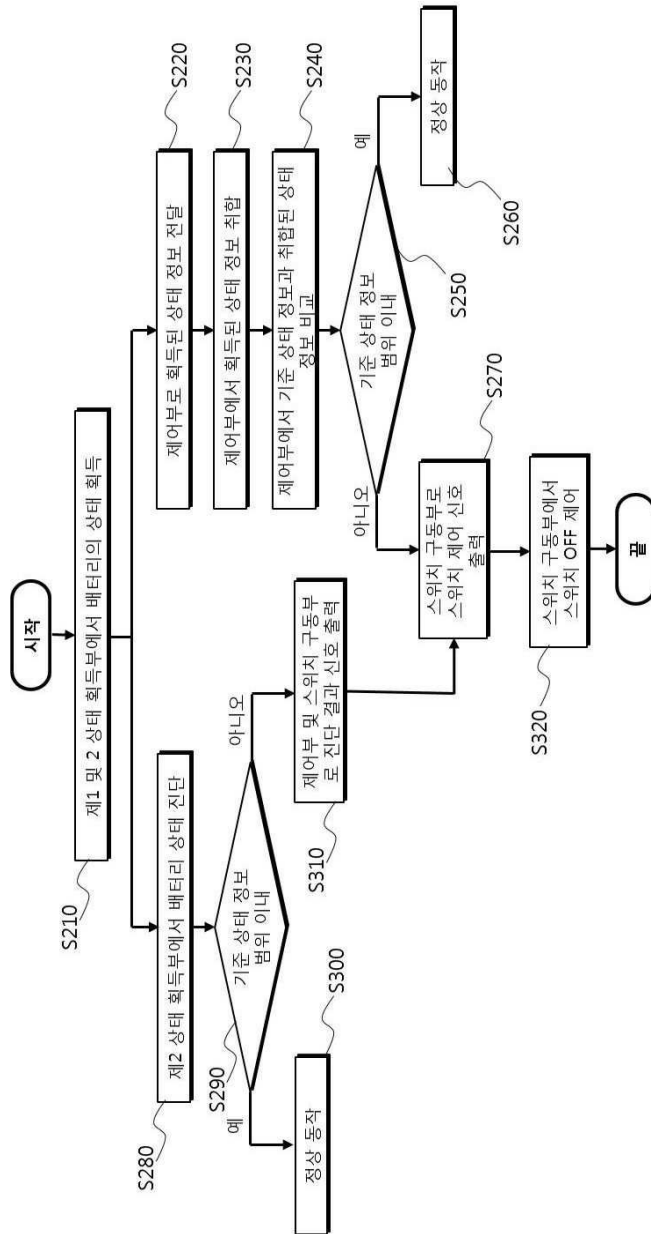 시작
제1 및 2 상태 획득부에서 배터리의 상태 획득
S210
제2 상태 획득부에서 배터리 상태 진단
S280
기준 상태 정보
범위 이내
S290
예
아니오
정상 동작
S300
제어부 및 스위치 구동부
로 진단 결과 신호 출력
S310
제어부로 획득된 상태 정보 전달
S220
제어부에서 획득된 상태 정보 취합
S230
제어부에서 기준 상태 정보과 취합된 상태
정보 비교
S240
기준 상태 정보
범위 이내
S250
아니오
예
정상 동작
S260
스위치 구동부로
스위치 제어 신호
출력
S270
스위치 구동부에서
스위치 OFF 제어
S320
끝